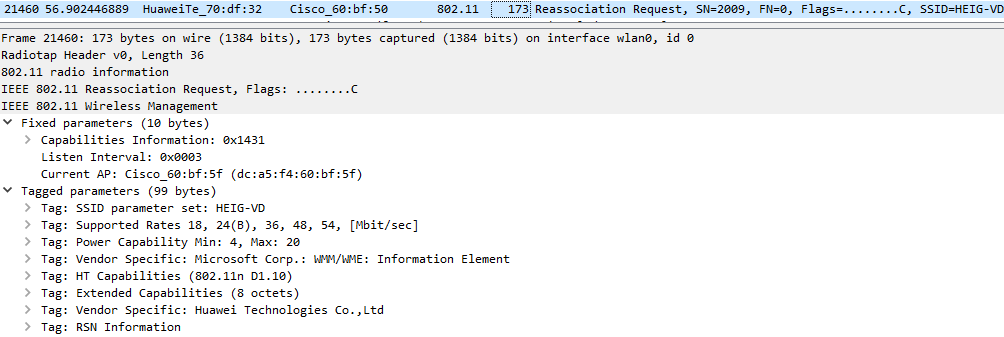 21460 56.902446889 HuaweiTe_70:df:32 Cisco_60:bf:50 802.11 173 Reassociation Request, SN=2009, FN=0, Flags=........C, SSID=HEIG-VD
Frame 21460: 173 bytes on wire (1384 bits), 173 bytes captured (1384 bits) on interface wlan0, id 0
Radiotap Header v0, Length 36
802.11 radio information
IEEE 802.11 Reassociation Request, Flags: ........C
IEEE 802.11 Wireless Management
Fixed parameters (10 bytes)
Capabilities Information: 0x1431
Listen Interval: 0x0003
Current AP: Cisco_60:bf:5f (dc:a5:f4:60:bf:5f)
Tagged parameters (99 bytes)
Tag: SSID parameter set: HEIG-VD
Tag: Supported Rates 18, 24(B), 36, 48, 54, [Mbit/sec]
Tag: Power Capability Min: 4, Max: 20
Tag: Vendor Specific: Microsoft Corp.: WMM/WME: Information Element
Tag: HT Capabilities (802.11n D1.10)
Tag: Extended Capabilities (8 octets)
Tag: Vendor Specific: Huawei Technologies Co.,Ltd
Tag: RSN Information